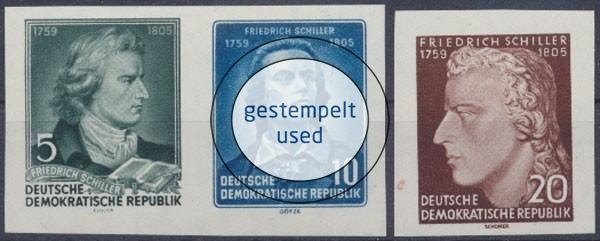 1759 1805
5
FRIEDRICH SCHILLER
DEUTSCHE
DEMOKRATISCHE REPUBLIK
FRIEDRICH SCHILLER
1759 1805
gestempelt
used
10
DEUTSCHE
DEMOKRATISCHE REPUBLIK
GÖTZE
FRIEDRICH SCHILLER
1759 1805
DEUTSCHE
DEMOKRATISCHE
REPUBLIK
20